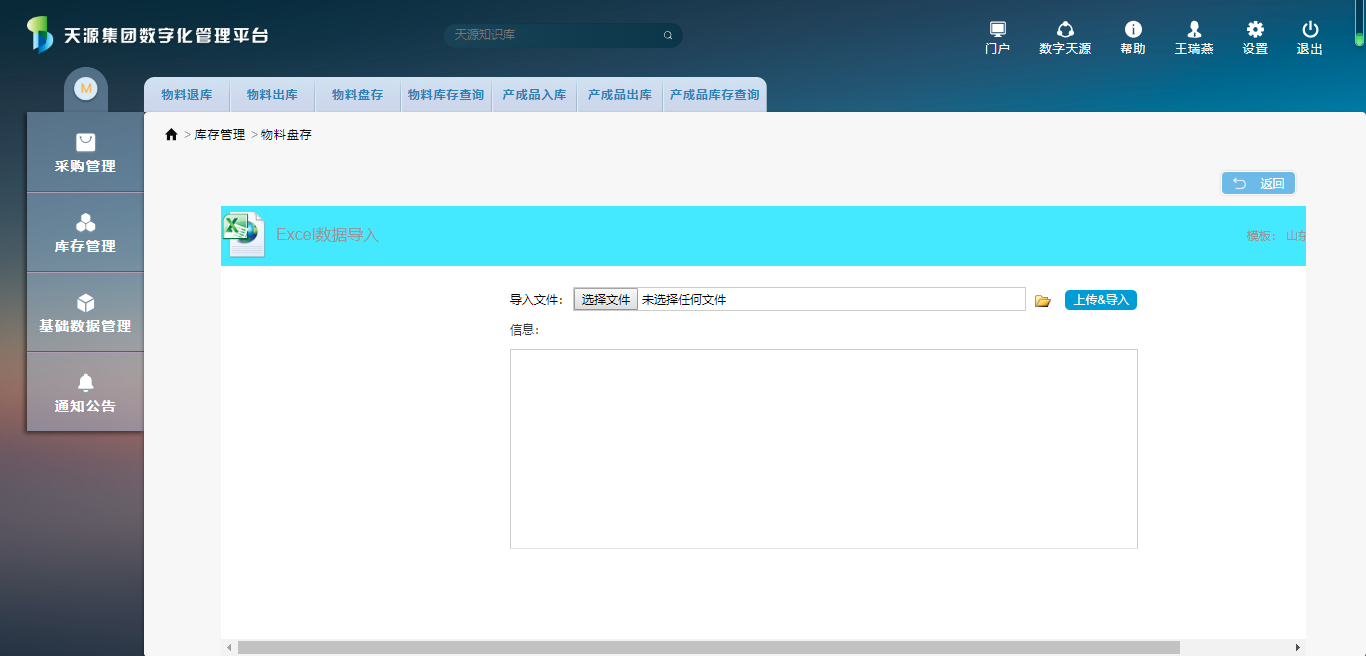 天源集团数字化管理平台
天源知识库
门户
数字天源
帮助
王瑞燕
设置
退出
M
物料退库
物料出库
物料盘存
物料库存查询
产成品入库
产成品出库
产成品库存查询
采购管理
库存管理
基础数据管理
通知公告
> 库存管理 > 物料盘存
返回
Excel数据导入
模板： 山东
导入文件： 选择文件 未选择任何文件
上传&导入
信息：